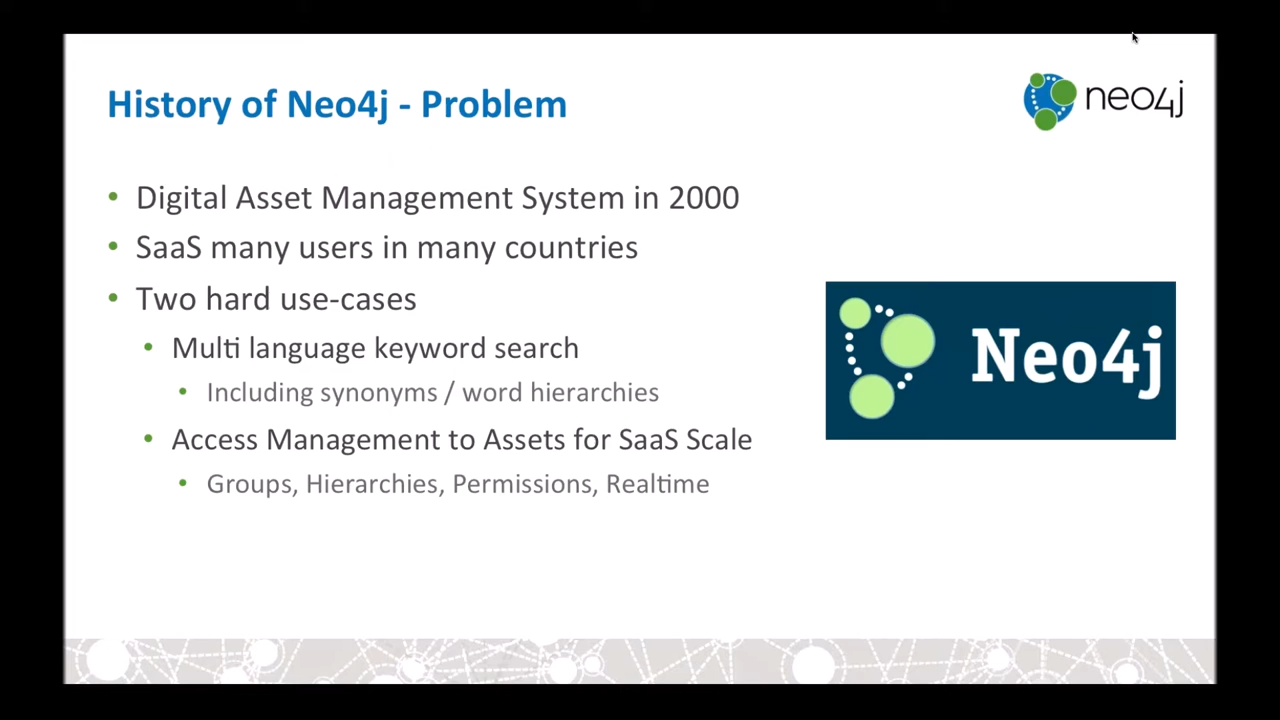 History of Neo4j - Problem
neo4j
Digital Asset Management System in 2000
SaaS many users in many countries
Two hard use-cases
Multi language keyword search
Including synonyms / word hierarchies
Access Management to Assets for SaaS Scale
Groups, Hierarchies, Permissions, Realtime
Neo4j